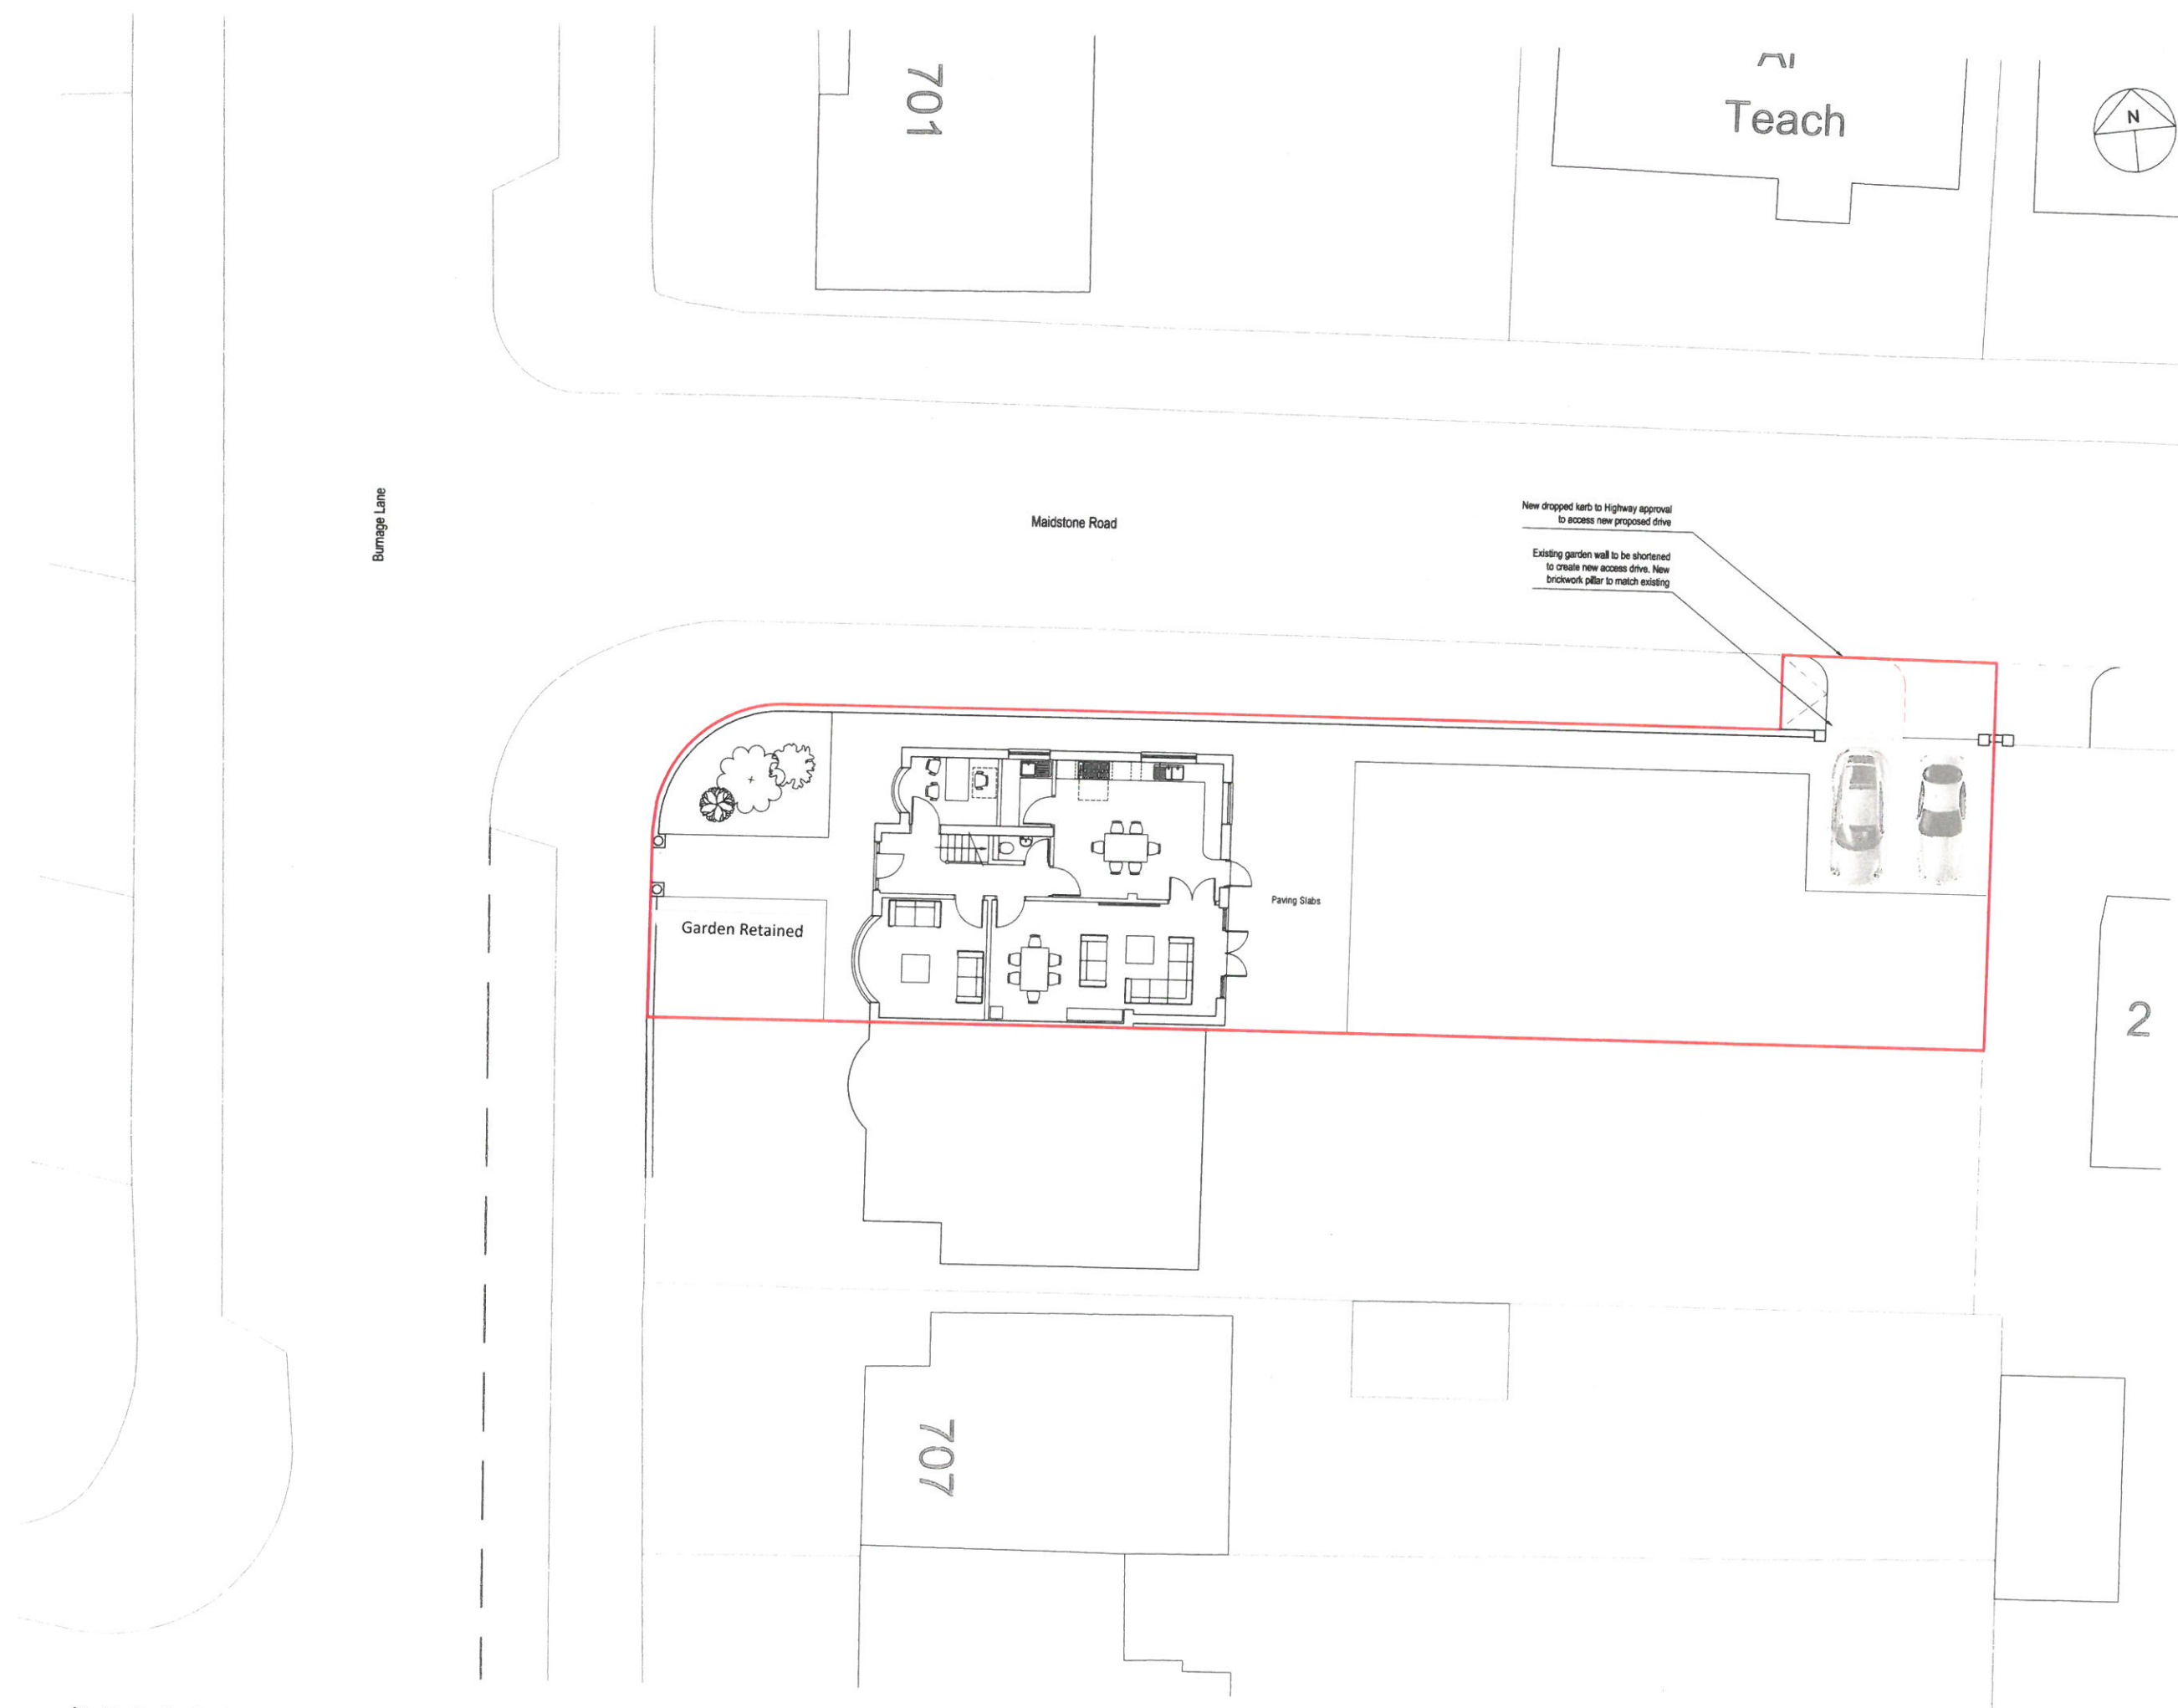 701
Teach
N
Burnage Lane
Maidstone Road
New dropped kerb to Highway approval
to access new proposed drive
Existing garden wall to be shortened
to create new access drive. New
brickwork pillar to match existing
Paving Slabs
Garden Retained
2
707